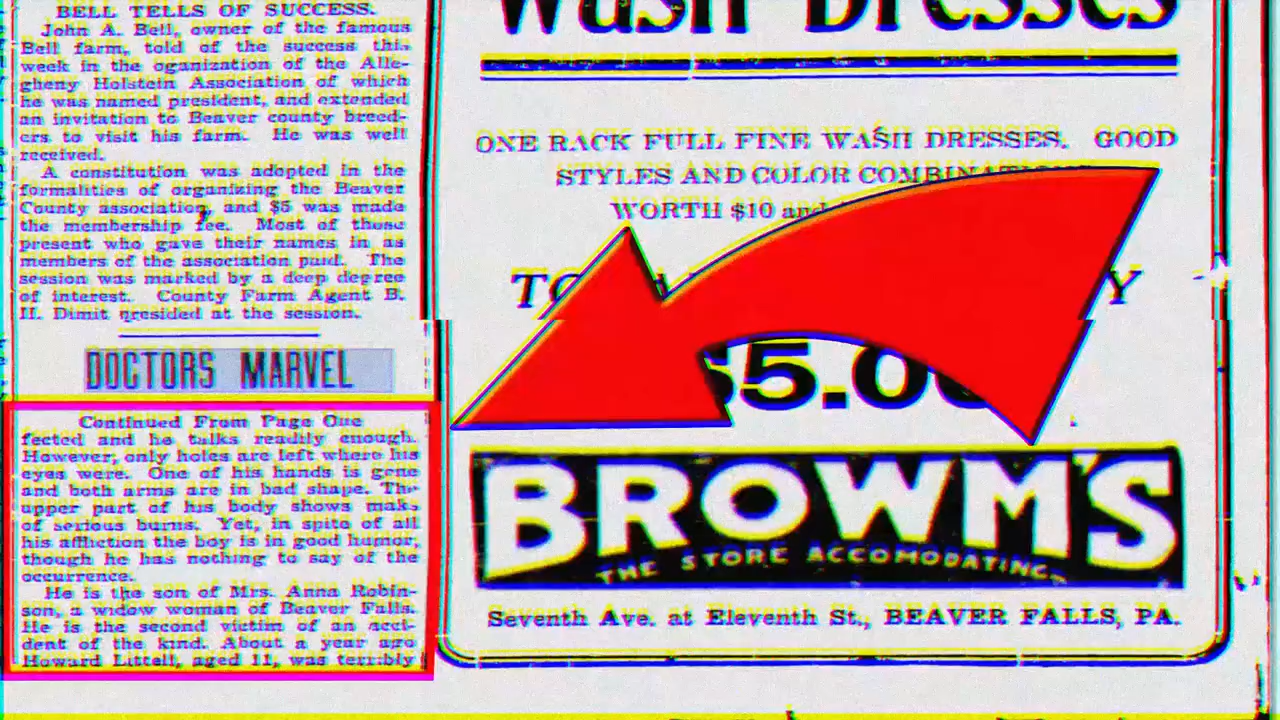 BELL TELLS OF SUCCESS.
John A. Bell, owner of the famous
Bell farm, told of the success this
week in the oganization of the Alle-
gheny Holstein Association of which
he was named president, and extended
an invitation to Beaver county breed-
ers to visit his farm. He was well
received.
A constitution was adopted in the
formalities of organizing the Beaver
County association, and $5 was made
the membership fee. Most of those
present who gave their names in as
members of the association paid. The
session was marked by a deep degree
of interest. County Farm Agent B.
H. Dimit presided at the session.
DOCTORS MARVEL
Continued From Page One
fected and he talks readily enough.
However, only holes are left where his
eyes were. One of his hands is gone
and both arms are in bad shape. The
upper part of his body shows maks
of serious burns. Yet, in spite of all
his affliction the boy is in good humor,
though he has nothing to say of the
occurrence.
He is the son of Mrs. Anna Robin-
son, a widow woman of Beaver Falls.
He is the second victim of an acci-
dent of the kind. About a year ago
Howard Littell, aged 11, was terribly
Wash Dresses
ONE RACK FULL FINE WASH DRESSES. GOOD
STYLES AND COLOR
WORTH $10 and
$5.00
BROWM'S
THE STORE ACCOMODATING
Seventh Ave. at Eleventh St., BEAVER FALLS, PA.